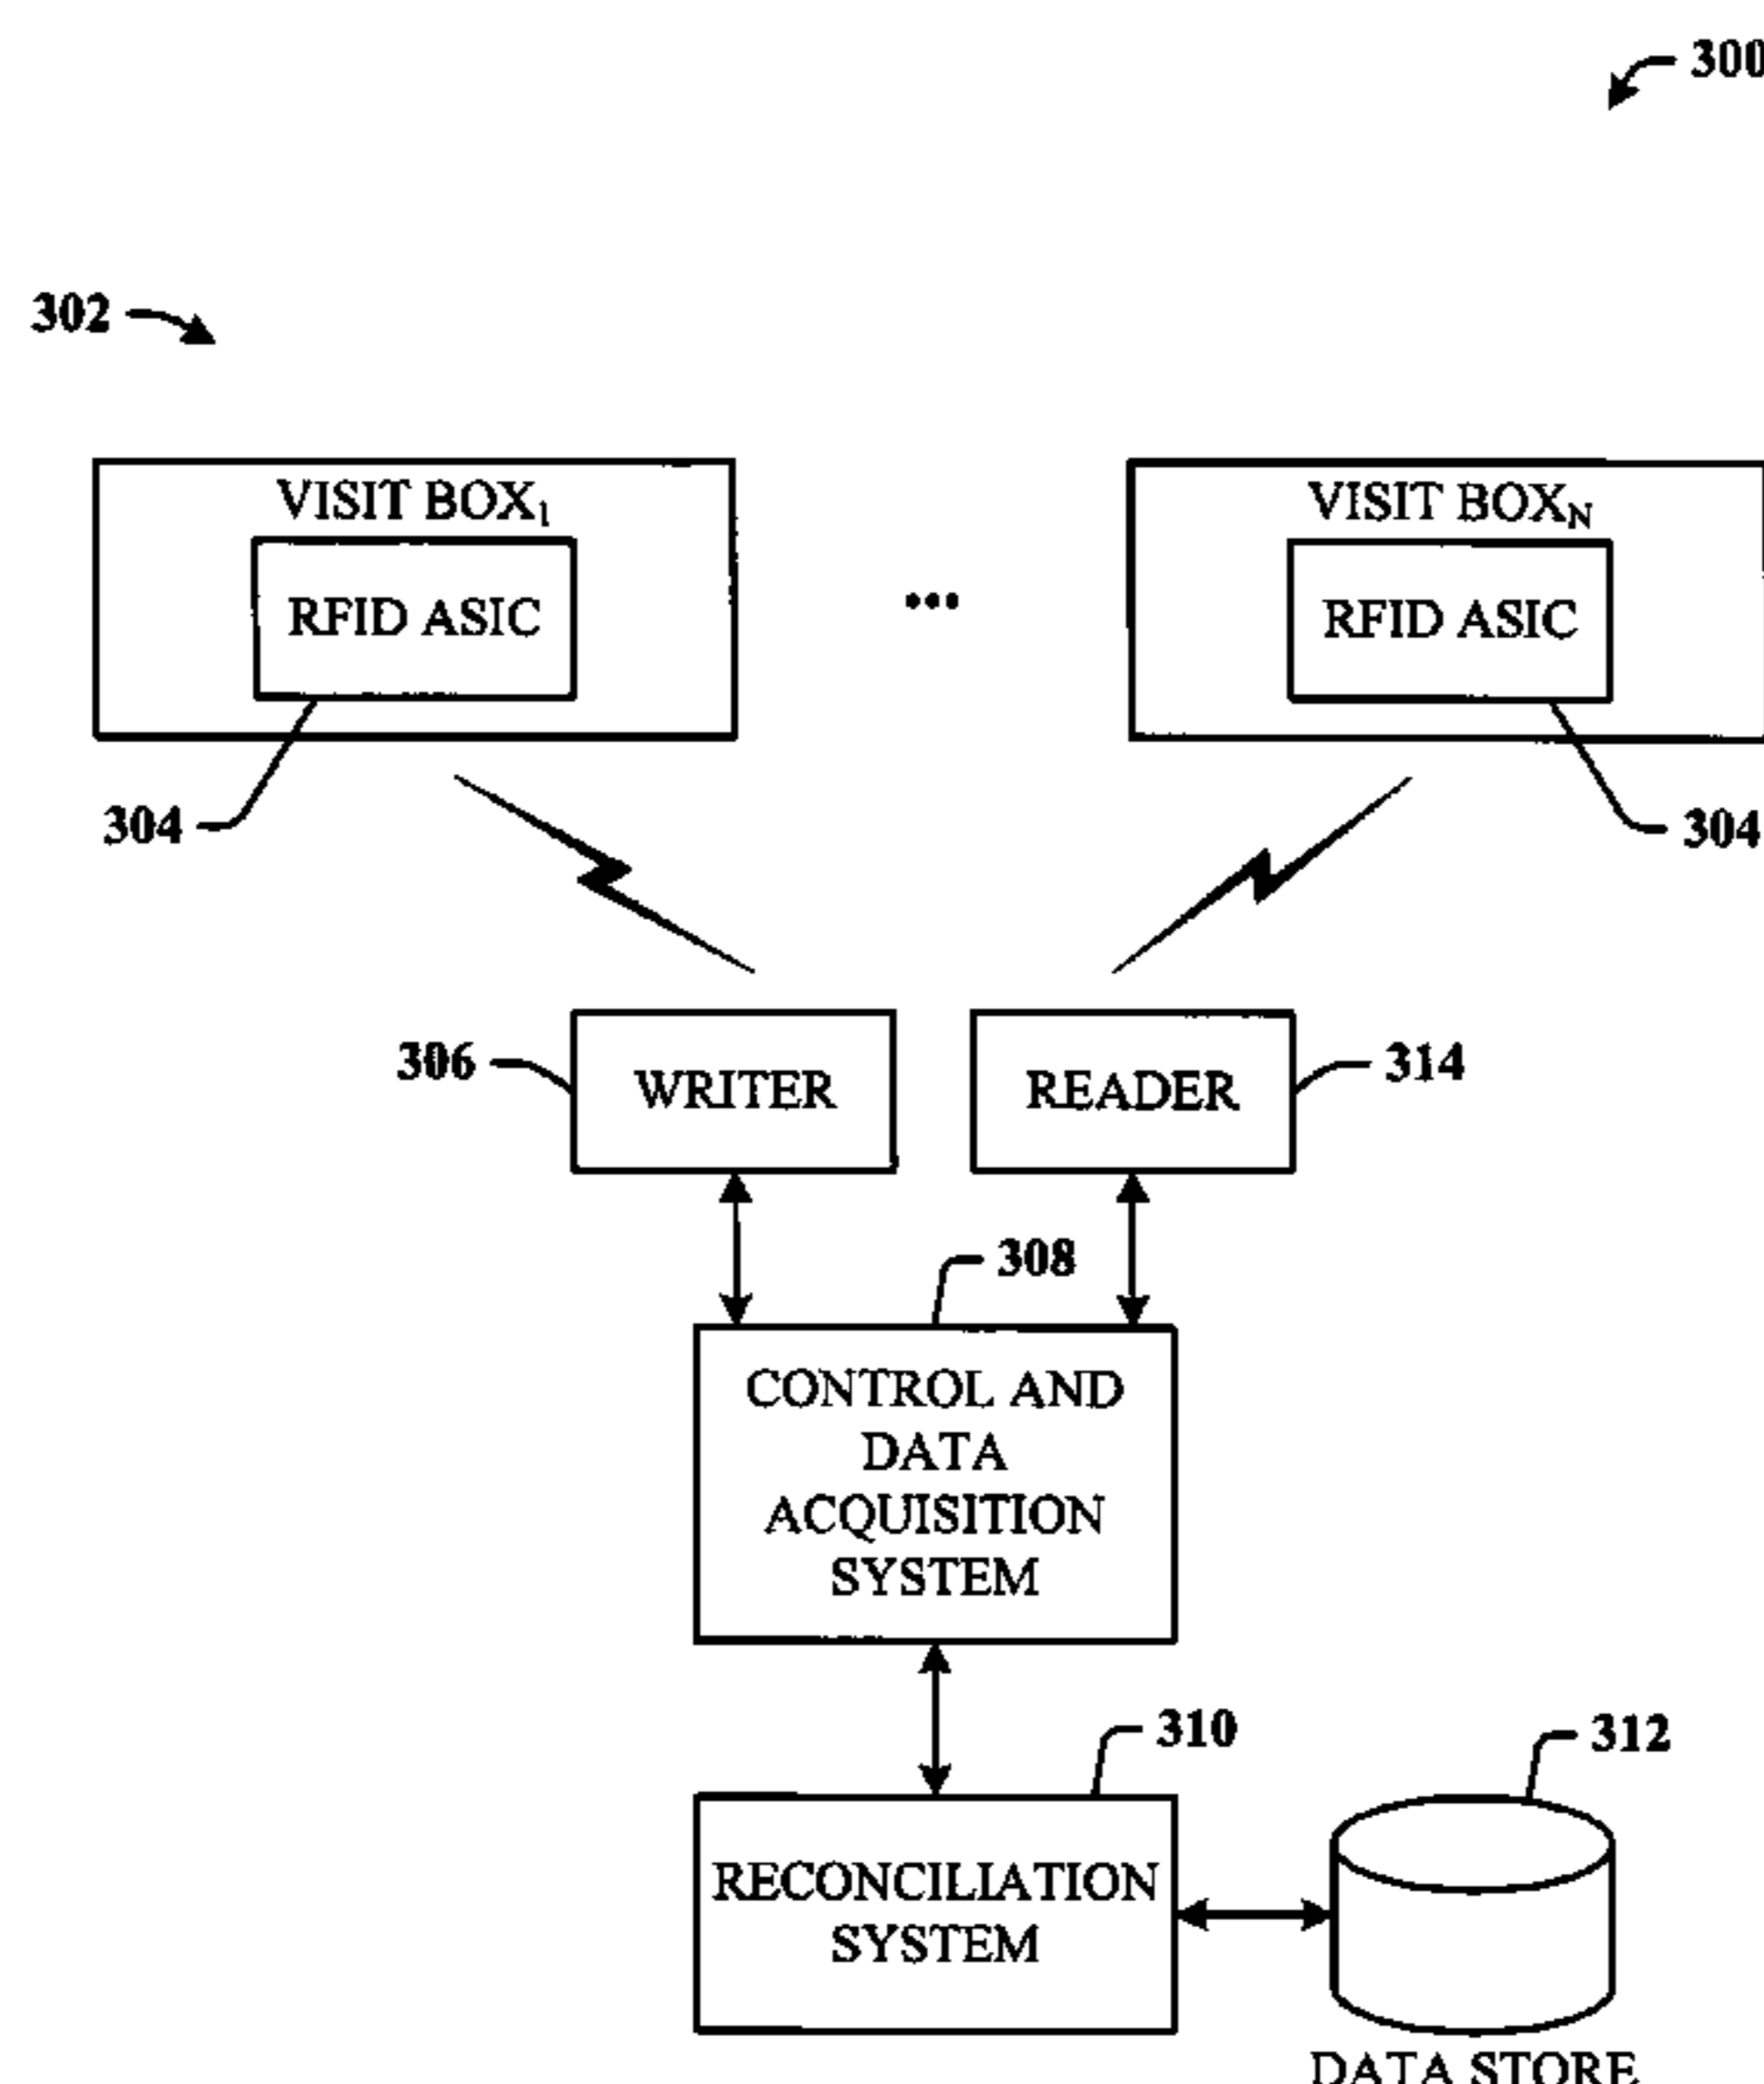 300
302
VISIT BOX1
VISIT BOXN
RFID ASIC
RFID ASIC
304
304
306
WRITER
READER
314
308
CONTROL AND
DATA
ACQUISITION
SYSTEM
310
312
RECONCILIATION
SYSTEM
DATA STORE